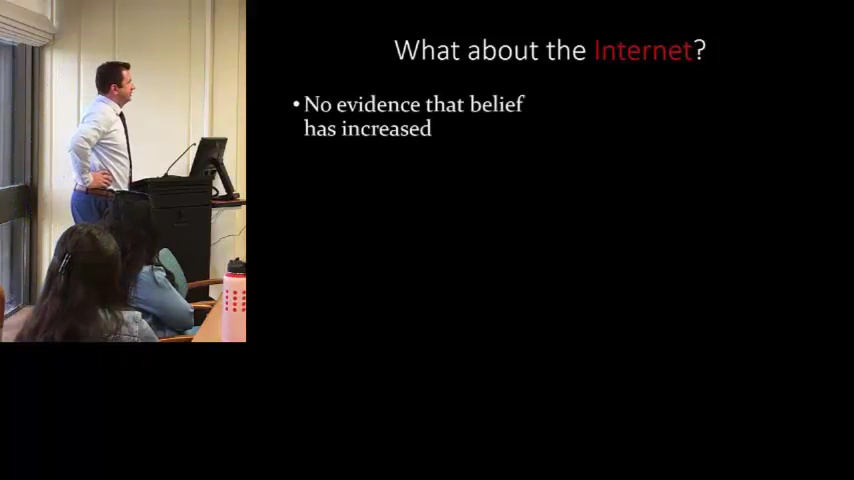 What about the Internet?
• No evidence that belief
has increased